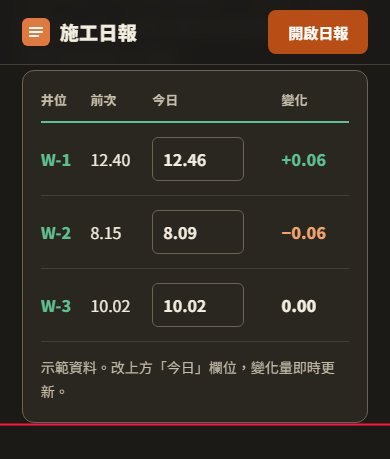 施工日報
開啟日報
井位 前次 今日 變化
W-1 12.40 12.46 +0.06
W-2 8.15 8.09 −0.06
W-3 10.02 10.02 0.00
示範資料。改上方「今日」欄位，變化量即時更
新。